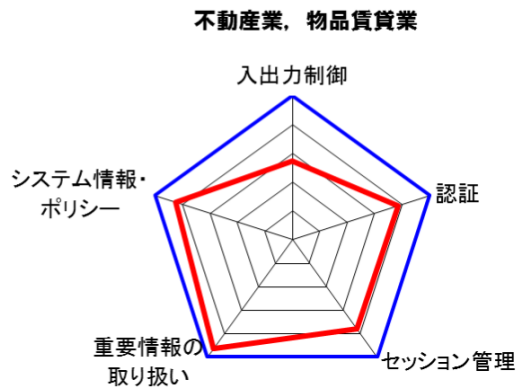 不動産業，物品賃貸業
入出力制御
認証
セッション管理
重要情報の
取り扱い
システム情報・
ポリシー